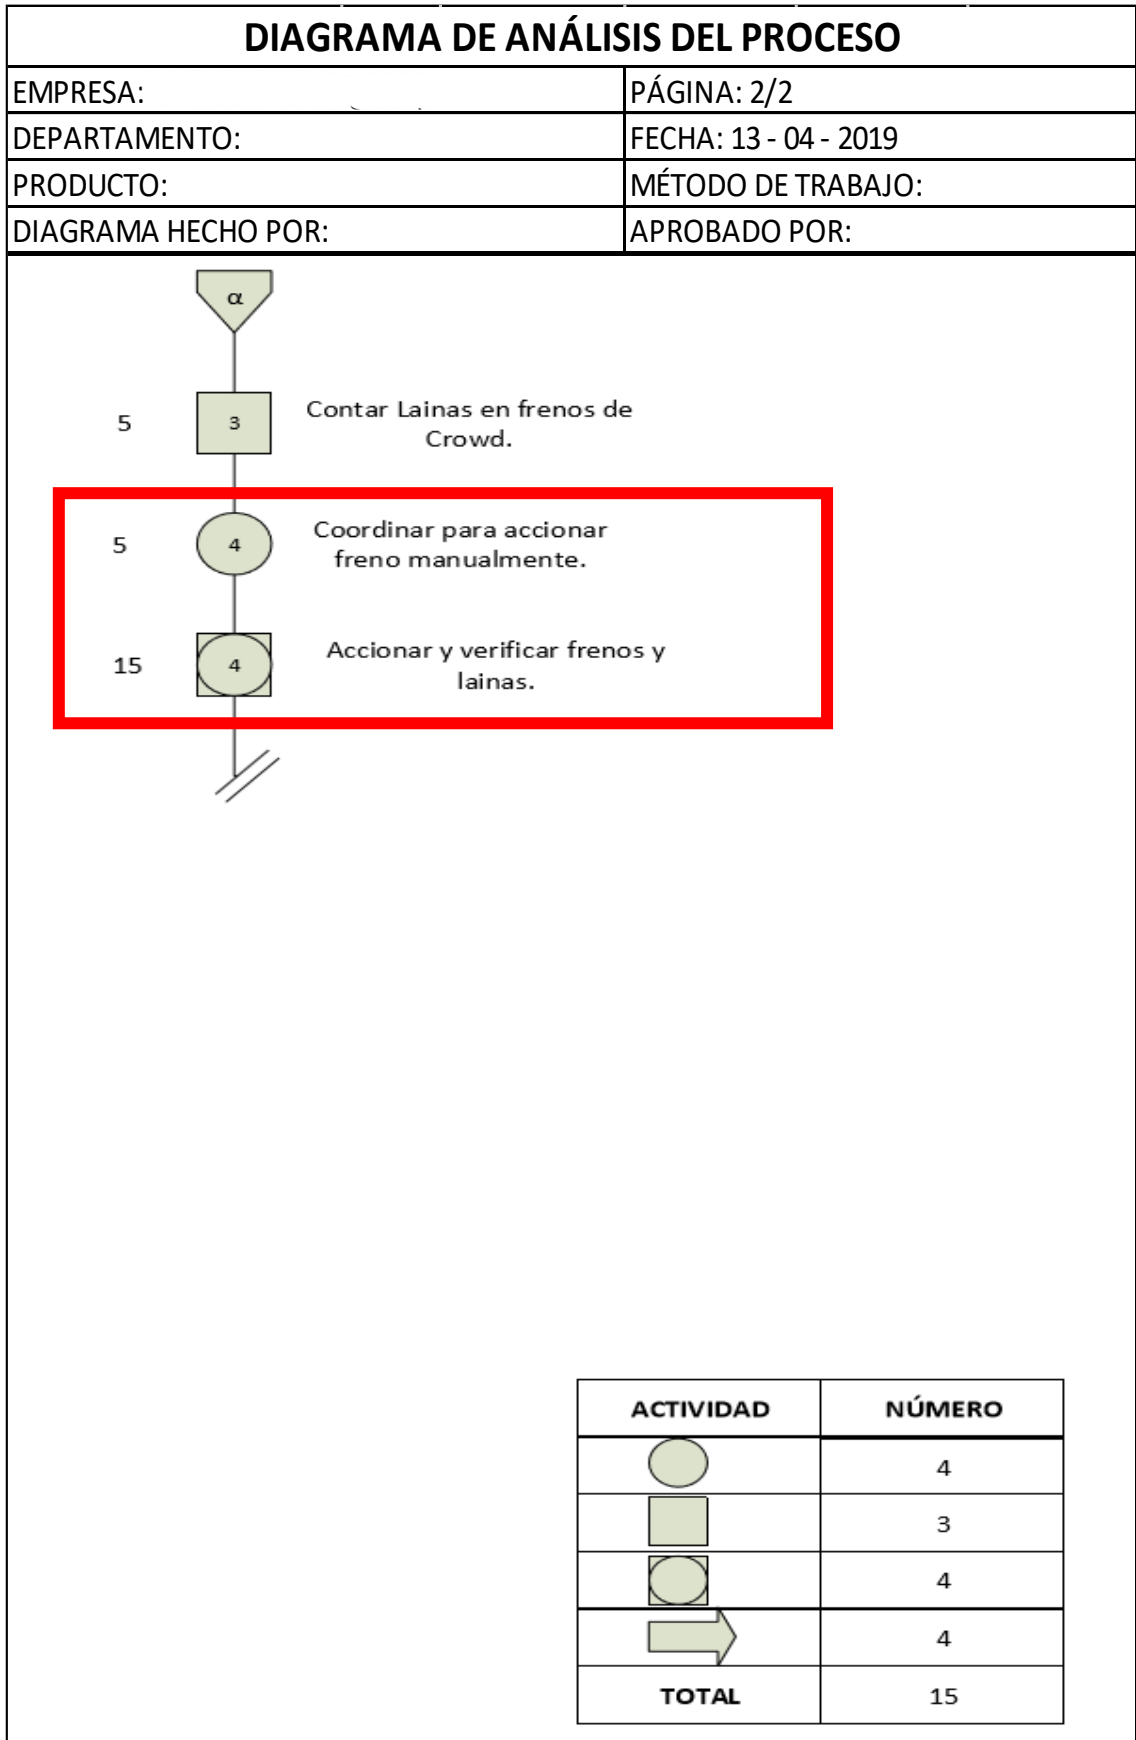 DIAGRAMA DE ANÁLISIS DEL PROCESO
EMPRESA:
PÁGINA: 2/2
DEPARTAMENTO:
FECHA: 13 - 04 - 2019
PRODUCTO:
MÉTODO DE TRABAJO:
DIAGRAMA HECHO POR:
APROBADO POR:
α
5
3
Contar Lainas en frenos de
Crowd.
5
4
Coordinar para accionar
freno manualmente.
15
4
Accionar y verificar frenos y
lainas.
ACTIVIDAD NÚMERO
4
3
4
4
TOTAL 15